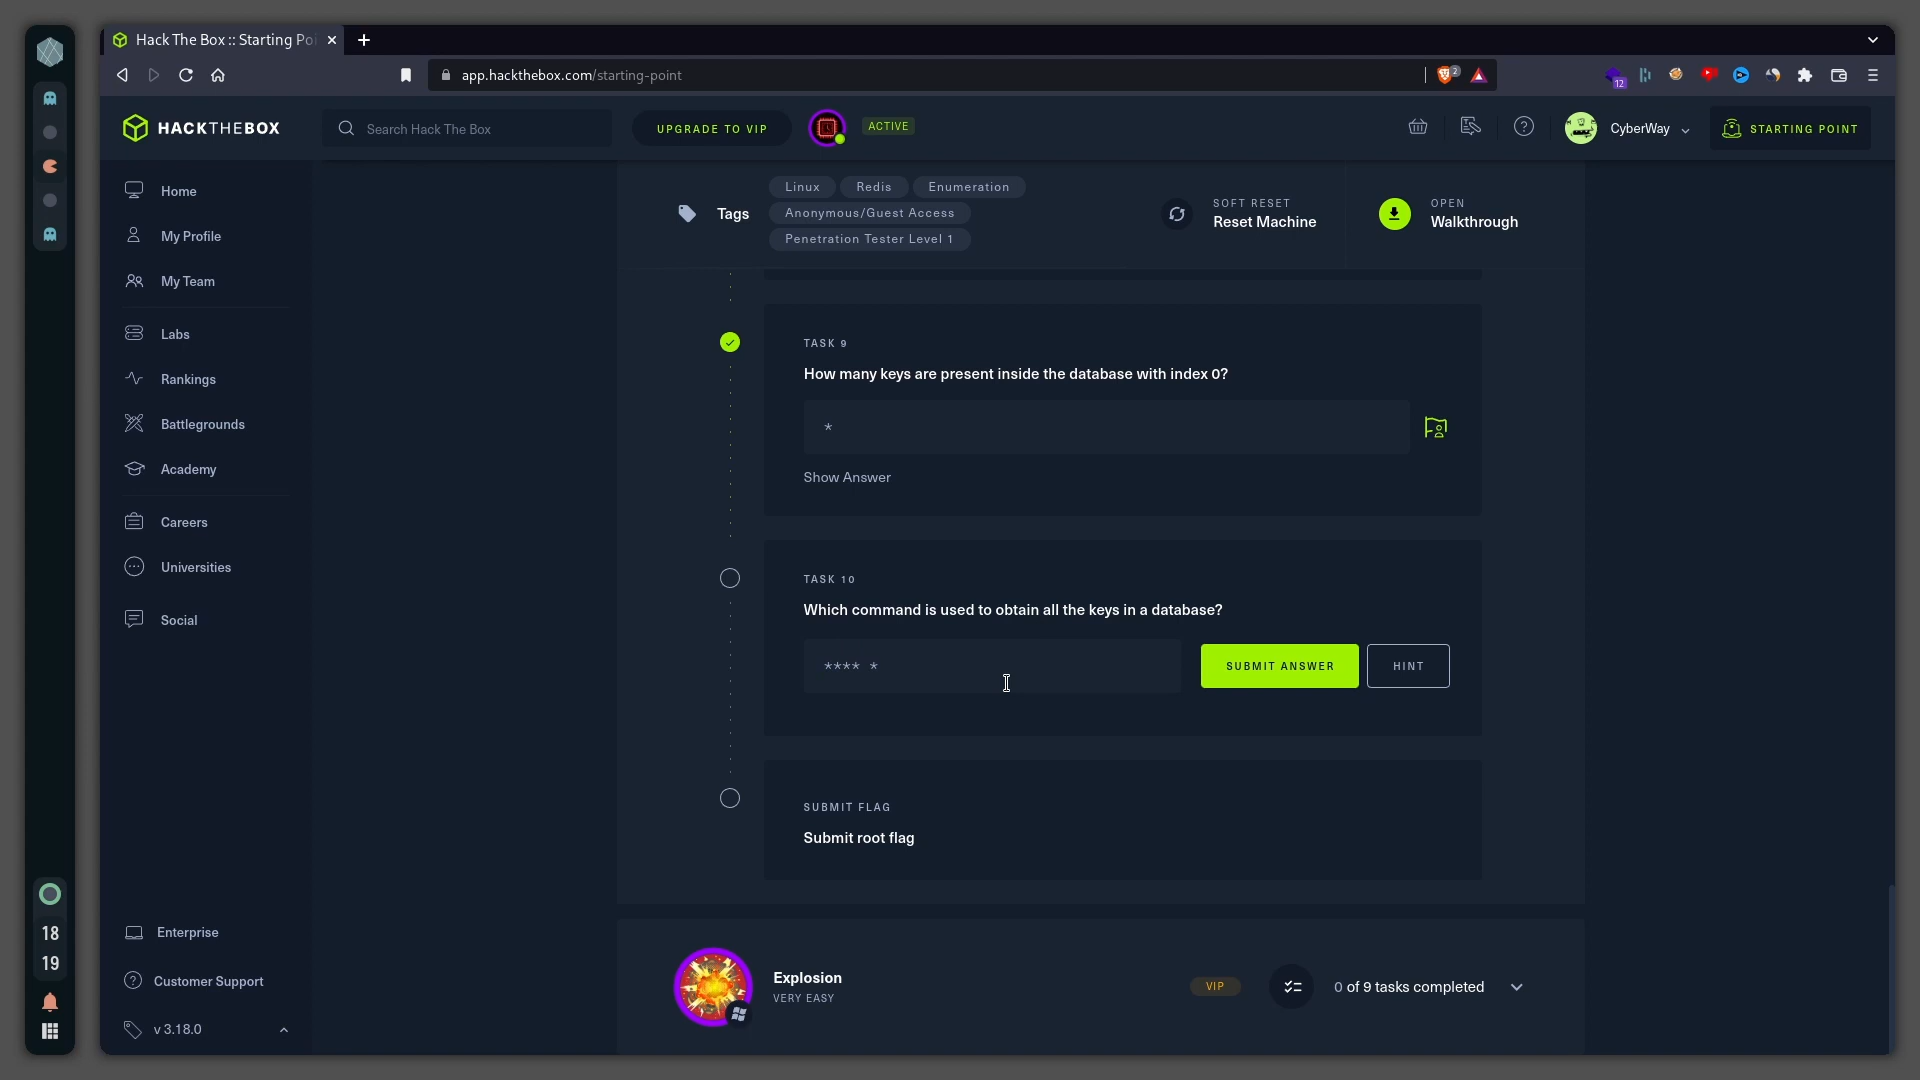 Hack The Box :: Starting Poi
app.hackthebox.com/starting-point
2
12
HACKTHEBOX
Search Hack The Box
UPGRADE TO VIP
ACTIVE
CyberWay
STARTING POINT
Home
My Profile
My Team
Labs
Rankings
Battlegrounds
Academy
Careers
Universities
Social
Enterprise
Customer Support
v 3.18.0
18
19
Tags
Linux
Redis
Enumeration
Anonymous/Guest Access
Penetration Tester Level 1
SOFT RESET
Reset Machine
OPEN
Walkthrough
TASK 9
How many keys are present inside the database with index 0?
*
Show Answer
TASK 10
Which command is used to obtain all the keys in a database?
**** *
SUBMIT ANSWER
HINT
SUBMIT FLAG
Submit root flag
Explosion
VERY EASY
VIP
0 of 9 tasks completed